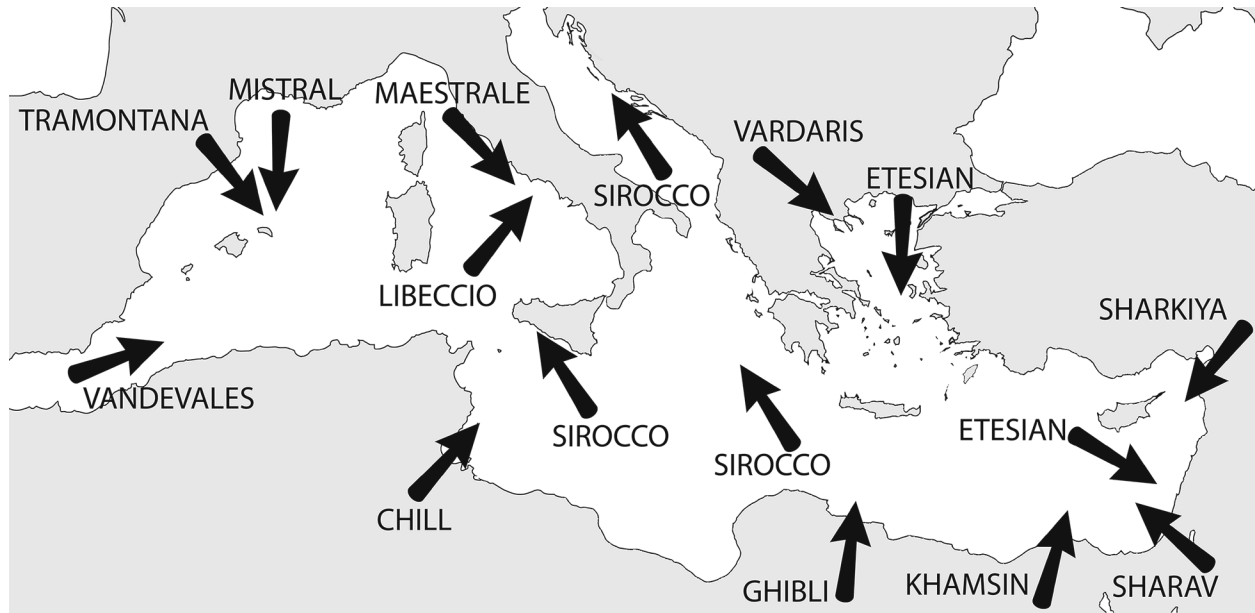 MISTRAL
MAESTRALE
TRAMONTANA
VARDARIS
ETESIAN
SIROCCO
LIBECCIO
SHARKIYA
VANDEVALES
SIROCCO
ETESIAN
SIROCCO
CHILL
GHIBLI
KHAMSIN
SHARAV